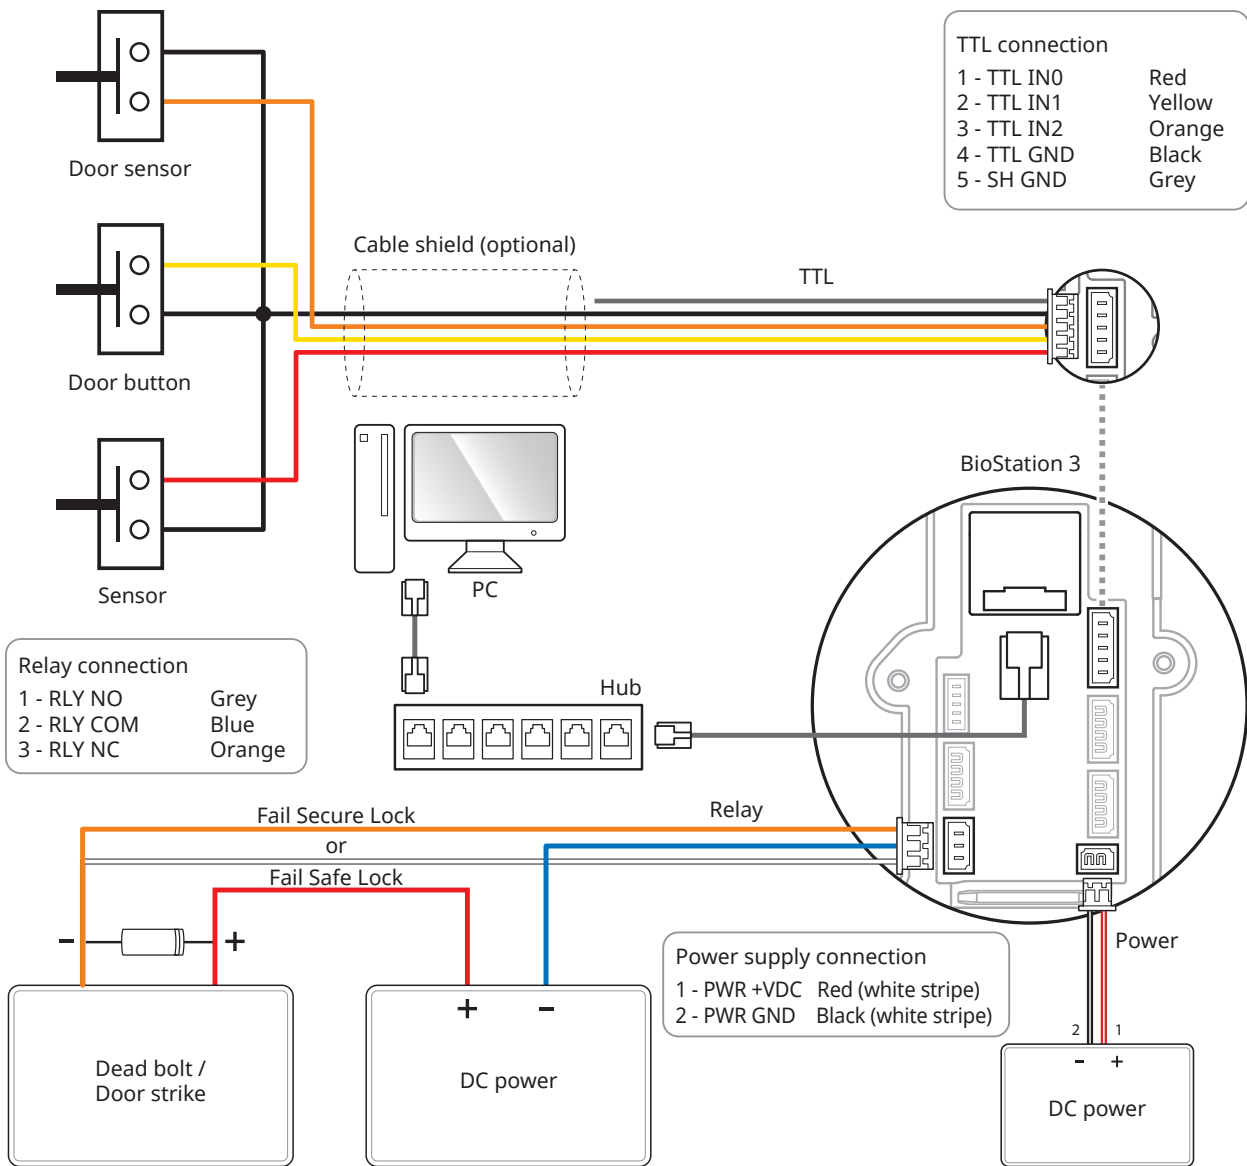 TTL connection
1 - TTL IN0 Red
2 - TTL IN1 Yellow
3 - TTL IN2 Orange
4 - TTL GND Black
5 - SH GND Grey
Door sensor
Cable shield (optional)
TTL
Door button
BioStation 3
PC
Sensor
Relay connection
1 - RLY NO Grey
2 - RLY COM Blue
3 - RLY NC Orange
Hub
Fail Secure Lock
Relay
or
Fail Safe Lock
- +
Power
Power supply connection
1 - PWR +VDC Red (white stripe)
2 - PWR GND Black (white stripe)
+ -
2 1
- +
Dead bolt /
Door strike
DC power
DC power